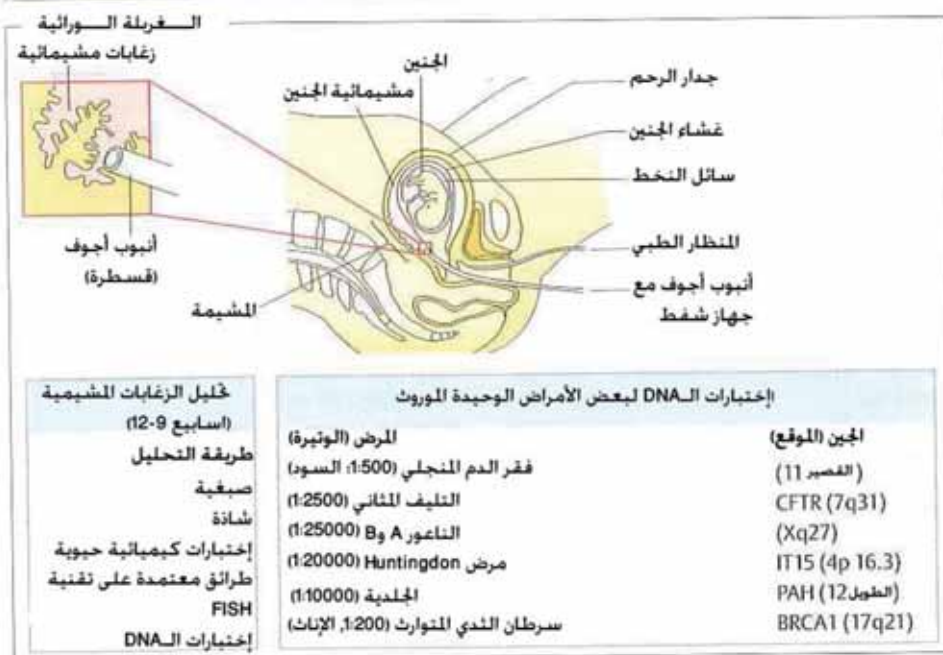 الــــغربلة الـــوراثية
زغابات مشيمائية
أنبوب أجوف
(قسطرة)
الجنين
مشيمائية الجنين
المشيمة
جدار الرحم
غشاء الجنين
سائل النخط
المنظار الطبي
أنبوب أجوف مع
جهاز شفط
تحليل الزغابات المشيمية
(اسابيع 9-12)
طريقة التحليل
صبغية
شاذة
إختبارات كيميائية حيوية
طرائق معتمدة على تقنية
FISH
إختبارات الــDNA
إختبارات الــDNA لبعض الأمراض الوحيدة الموروث
الجين (الموقع) المرض (الوتيرة)
(القصير 11) فقر الدم المنجلي (1:500؛ السود)
CFTR (7q31) التليف المثاني (1:2500)
(Xq27) الناعور A وB (1:25000)
IT15 (4p 16.3) مرض Huntingdon (1:20000)
PAH (الطويل12) الجلدية (1:10000)
BRCA1 (17q21) سرطان الثدي المتوارث (1:200, الإناث)